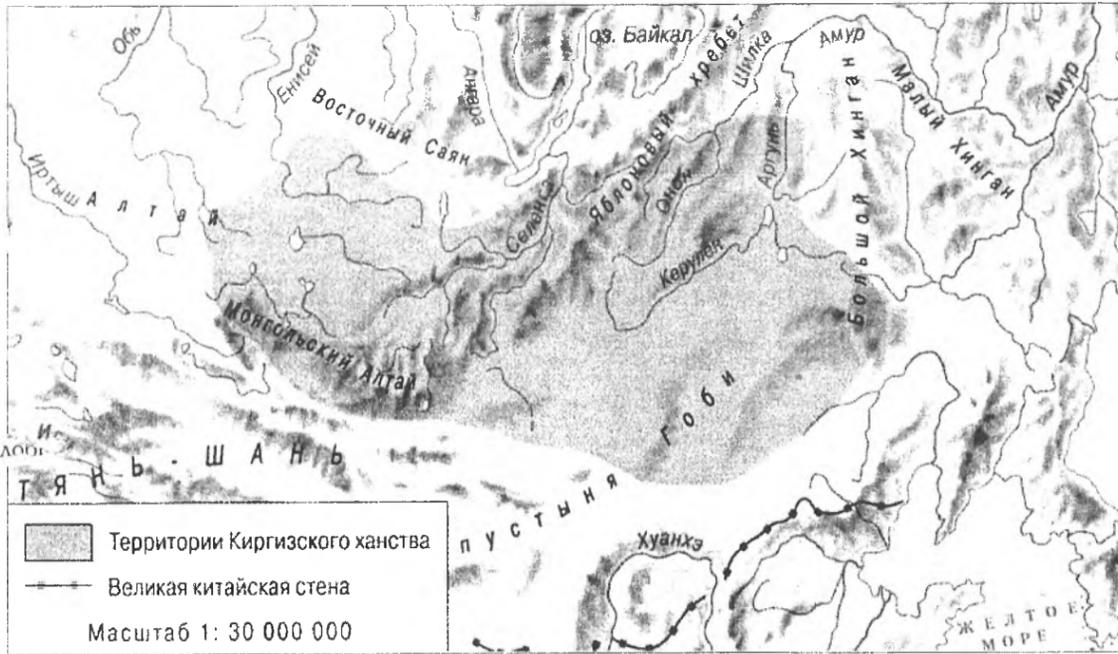 Обь
Енисей
Ангара
оз. Байкал
Шилка
Амур
Амур
Восточный Саян
Яблоновый хребет
Аргунь
Большой Хинган
Малый Хинган
Иртыш
Алтай
Селенга
Онон
Керулен
Монгольский Алтай
ТЯНЬ-ШАНЬ
пустыня Гоби
Хуанхэ
ЖЕЛТОЕ
МОРЕ
Территории Киргизского ханства
Великая китайская стена
Масштаб 1: 30 000 000